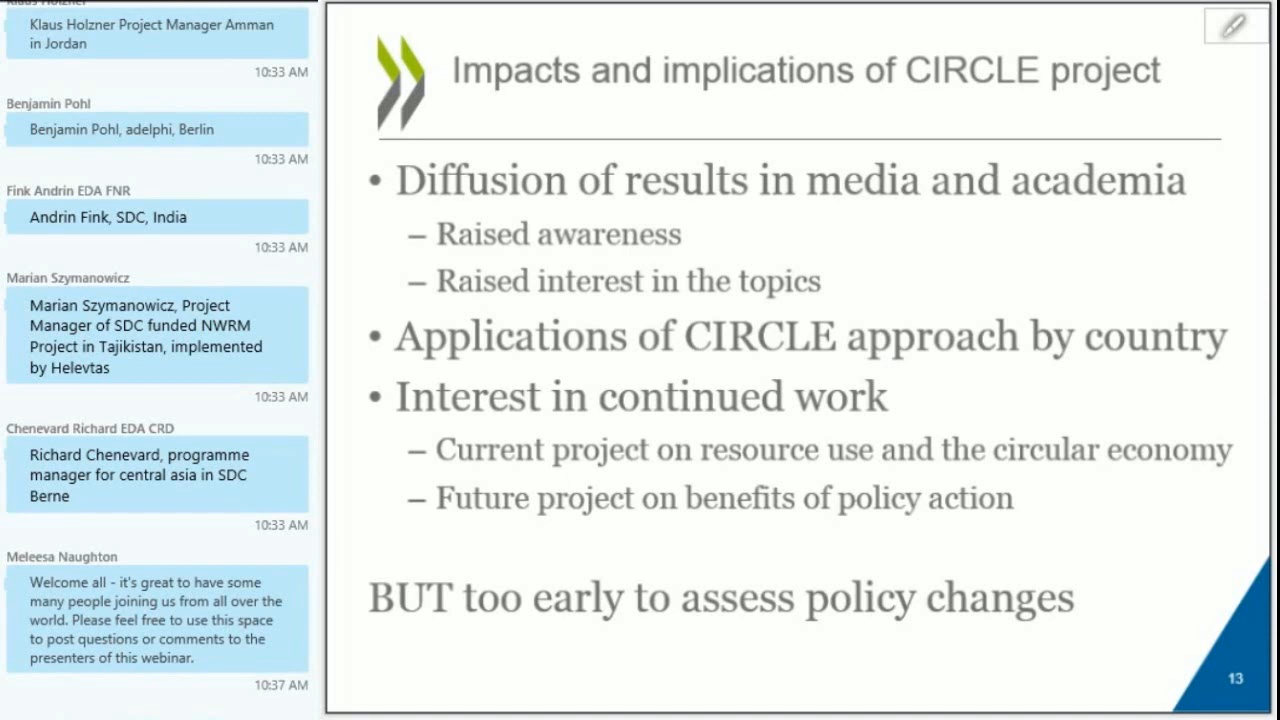 Klaus Holzner
Klaus Holzner Project Manager Amman
in Jordan
10:33 AM
Benjamin Pohl
Benjamin Pohl, adelphi, Berlin
10:33 AM
Fink Andrin EDA FNR
Andrin Fink, SDC, India
10:33 AM
Marian Szymanowicz
Marian Szymanowicz, Project
Manager of SDC funded NWRM
Project in Tajikistan, implemented
by Helevtas
10:33 AM
Chenevard Richard EDA CRD
Richard Chenevard, programme
manager for central asia in SDC
Berne
10:33 AM
Meleesa Naughton
Welcome all - it's great to have some
many people joining us from all over the
world. Please feel free to use this space
to post questions or comments to the
presenters of this webinar.
10:37 AM
Impacts and implications of CIRCLE project
• Diffusion of results in media and academia
– Raised awareness
– Raised interest in the topics
• Applications of CIRCLE approach by country
• Interest in continued work
– Current project on resource use and the circular economy
– Future project on benefits of policy action
BUT too early to assess policy changes
13